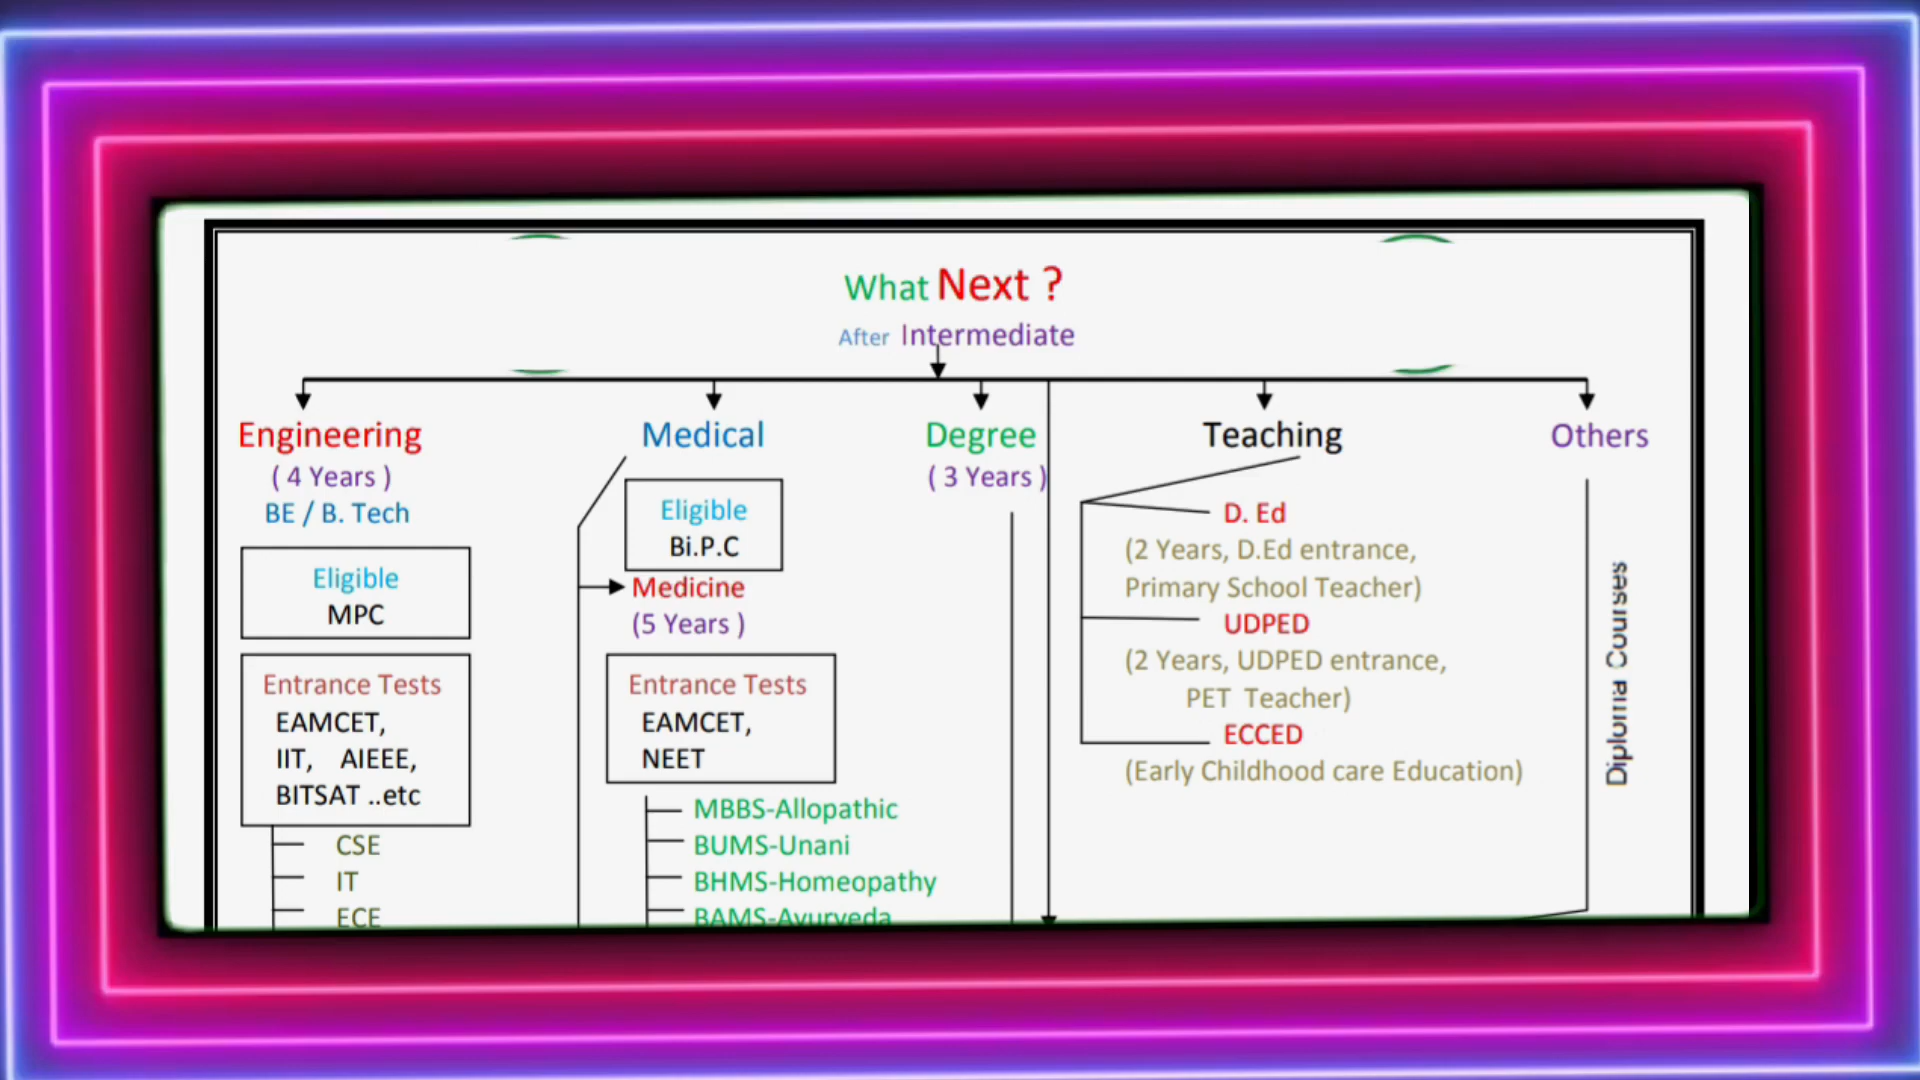 What Next ?
After Intermediate
Engineering
( 4 Years )
BE / B. Tech
Eligible
MPC
Entrance Tests
EAMCET,
IIT, AIEEE,
BITSAT ..etc
CSE
IT
ECE
Medical
Eligible
Bi.P.C
Medicine
(5 Years )
Entrance Tests
EAMCET,
NEET
MBBS-Allopathic
BUMS-Unani
BHMS-Homeopathy
BAMS-Ayurveda
Degree
( 3 Years )
Teaching
D. Ed
(2 Years, D.Ed entrance,
Primary School Teacher)
UDPED
(2 Years, UDPED entrance,
PET Teacher)
ECCED
(Early Childhood care Education)
Others
Diploma Courses